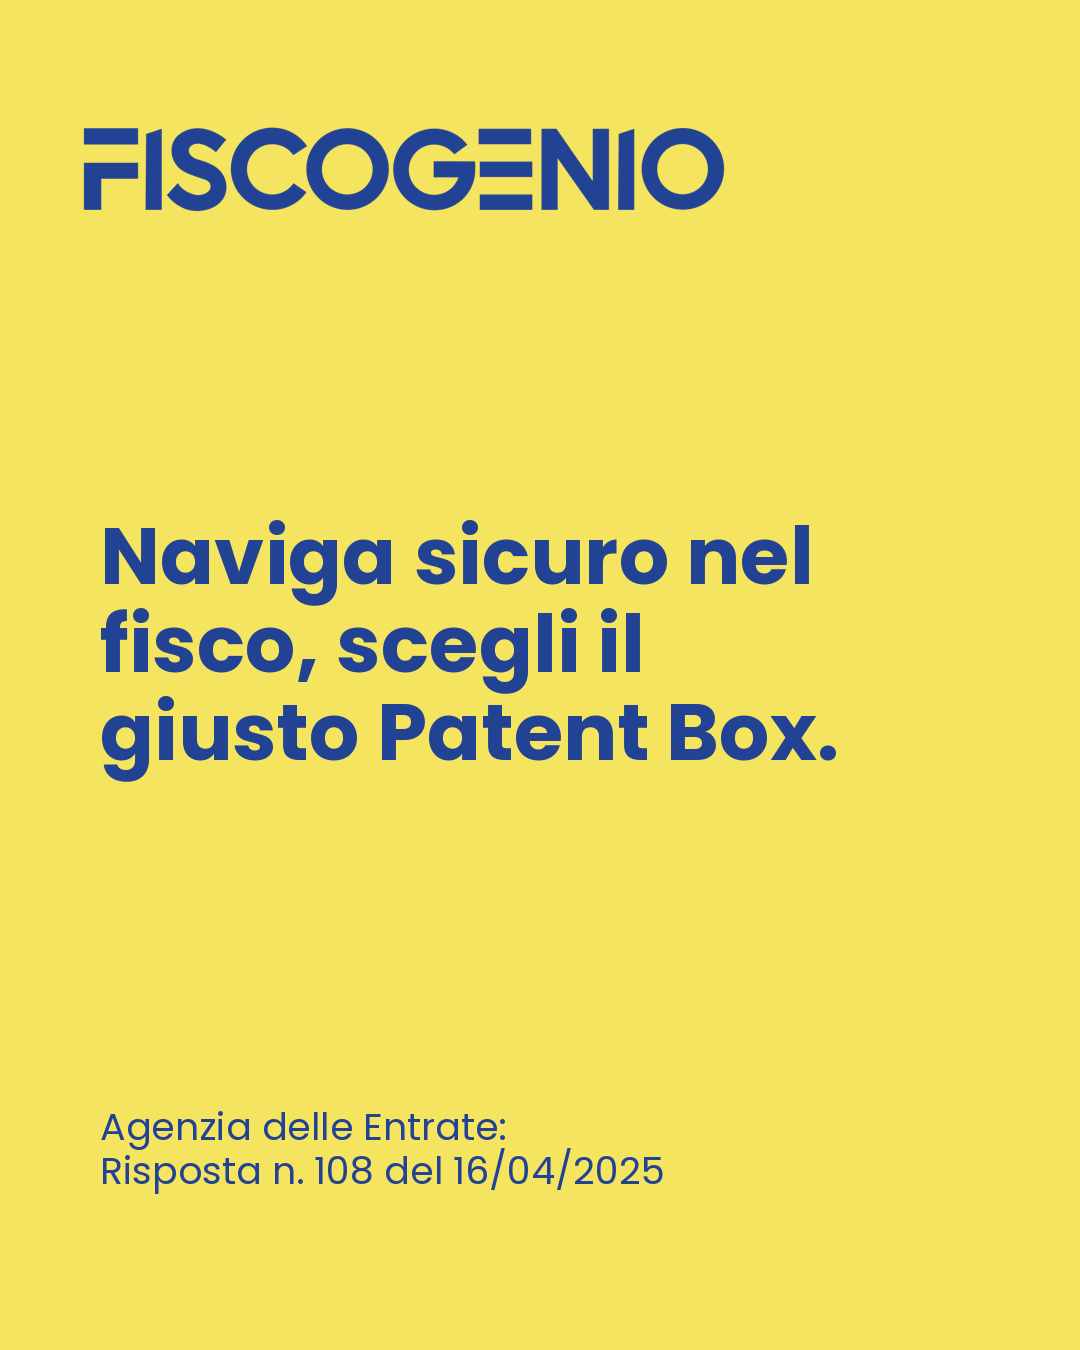 FISCOGENIO
Naviga sicuro nel
fisco, scegli il
giusto Patent Box.
Agenzia delle Entrate:
Risposta n. 108 del 16/04/2025